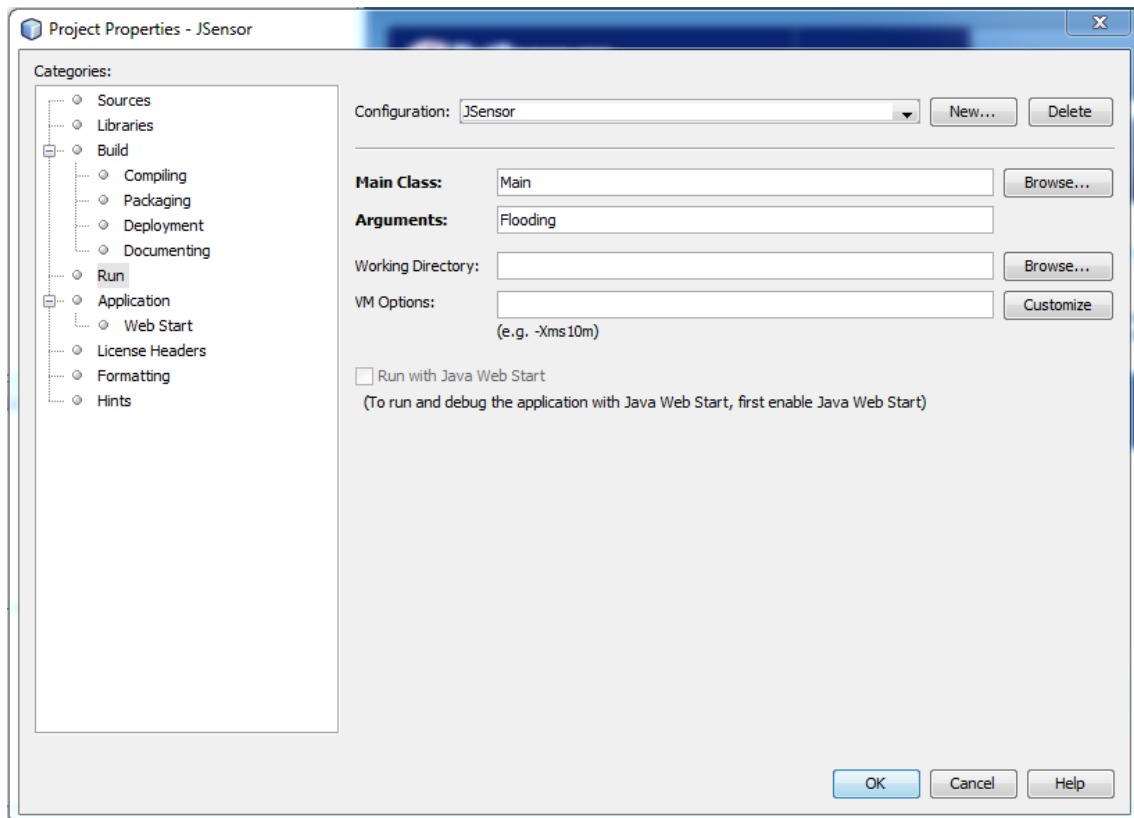 Project Properties - JSensor
Categories:
Sources
Libraries
Build
Compiling
Packaging
Deployment
Documenting
Run
Application
Web Start
License Headers
Formatting
Hints
Configuration: JSensor New... Delete
Main Class: Main Browse...
Arguments: Flooding
Working Directory: Browse...
VM Options: Customize
(e.g. -Xms10m)
Run with Java Web Start
(To run and debug the application with Java Web Start, first enable Java Web Start)
OK Cancel Help